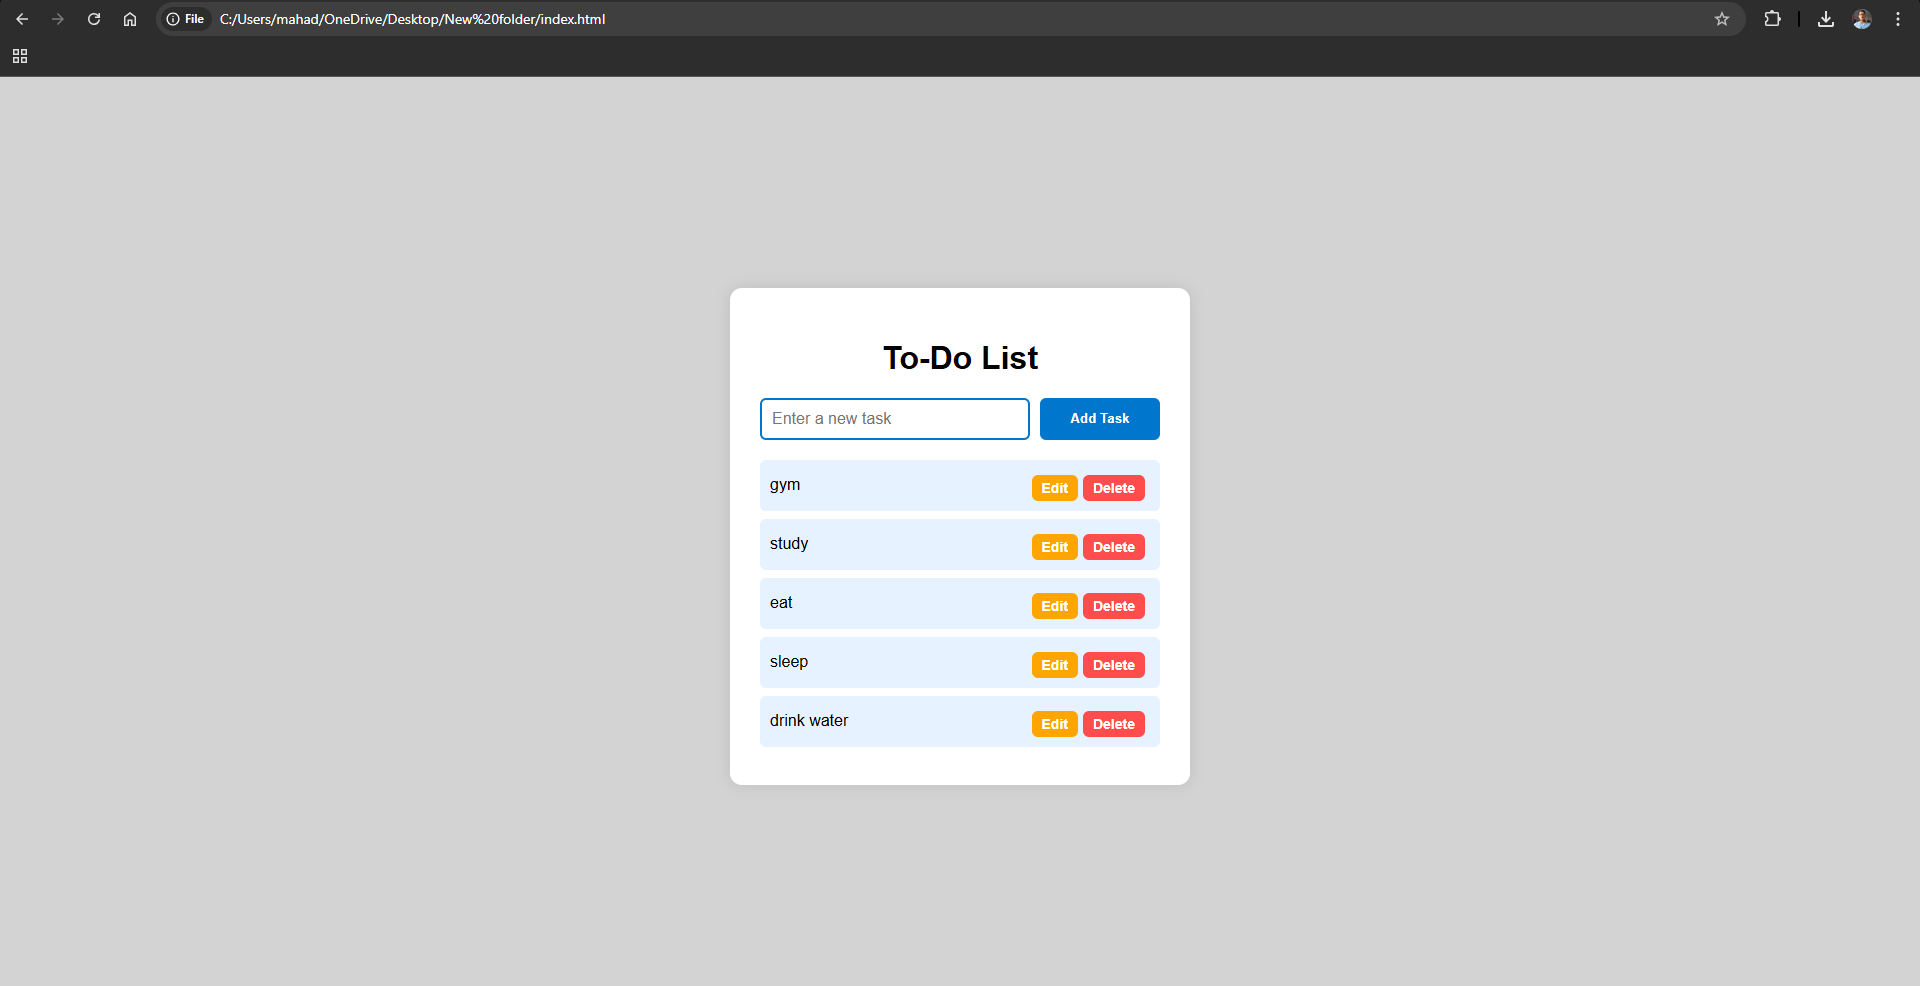 File C:/Users/mahad/OneDrive/Desktop/New%20folder/index.html
To-Do List
Enter a new task Add Task
gym Edit Delete
study Edit Delete
eat Edit Delete
sleep Edit Delete
drink water Edit Delete